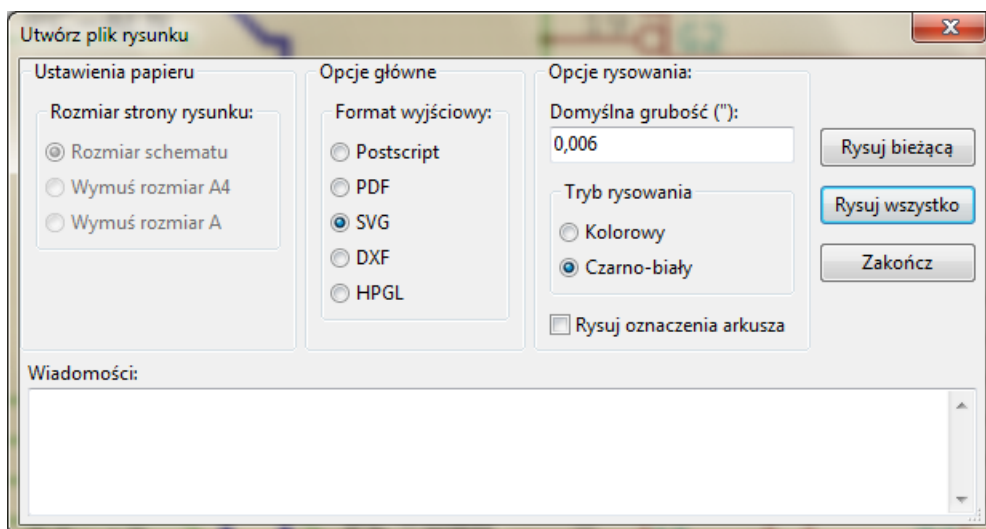 Utwórz plik rysunku
Ustawienia papieru
Rozmiar strony rysunku:
Rozmiar schematu
Wymuś rozmiar A4
Wymuś rozmiar A
Opcje główne
Format wyjściowy:
Postscript
PDF
SVG
DXF
HPGL
Opcje rysowania:
Domyślna grubość ("):
0,006
Tryb rysowania
Kolorowy
Czarno-biały
Rysuj oznaczenia arkusza
Rysuj bieżącą
Rysuj wszystko
Zakończ
Wiadomości: